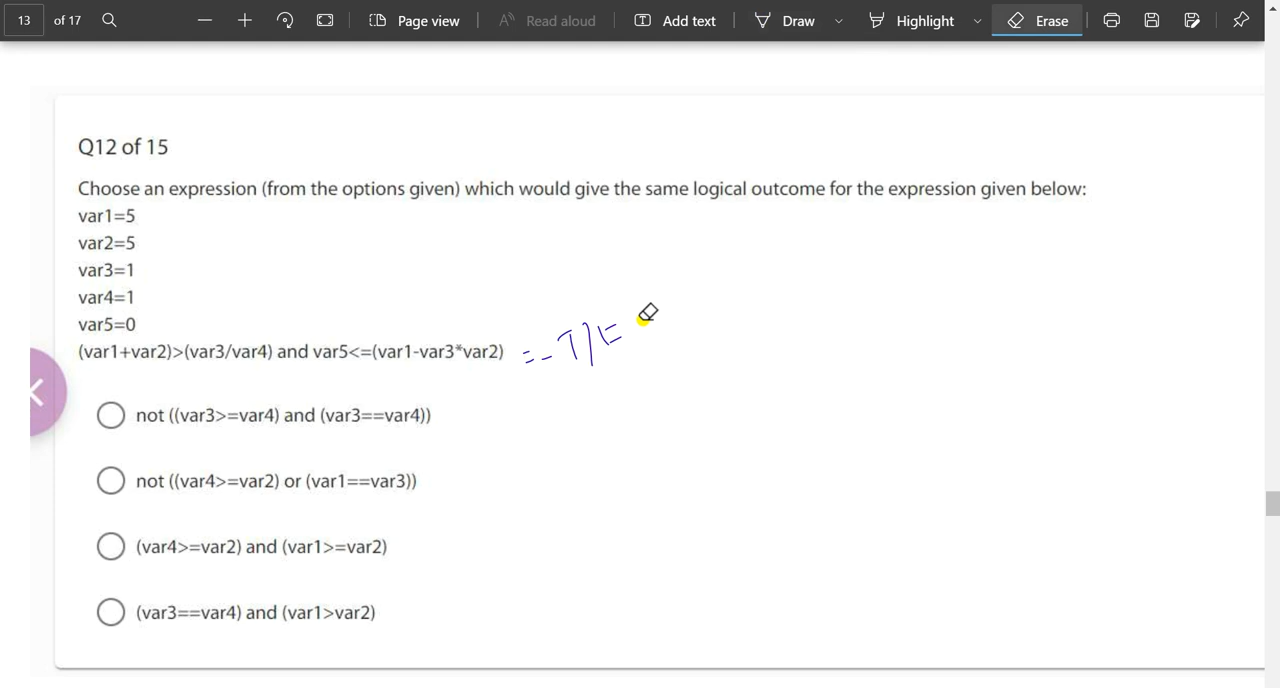 13 of 17 Page view Read aloud Add text Draw Highlight Erase
Q12 of 15
Choose an expression (from the options given) which would give the same logical outcome for the expression given below:
var1=5
var2=5
var3=1
var4=1
var5=0
(var1+var2)>(var3/var4) and var5<=(var1-var3*var2) =- T/F
not ((var3>=var4) and (var3==var4))
not ((var4>=var2) or (var1==var3))
(var4>=var2) and (var1>=var2)
(var3==var4) and (var1>var2)